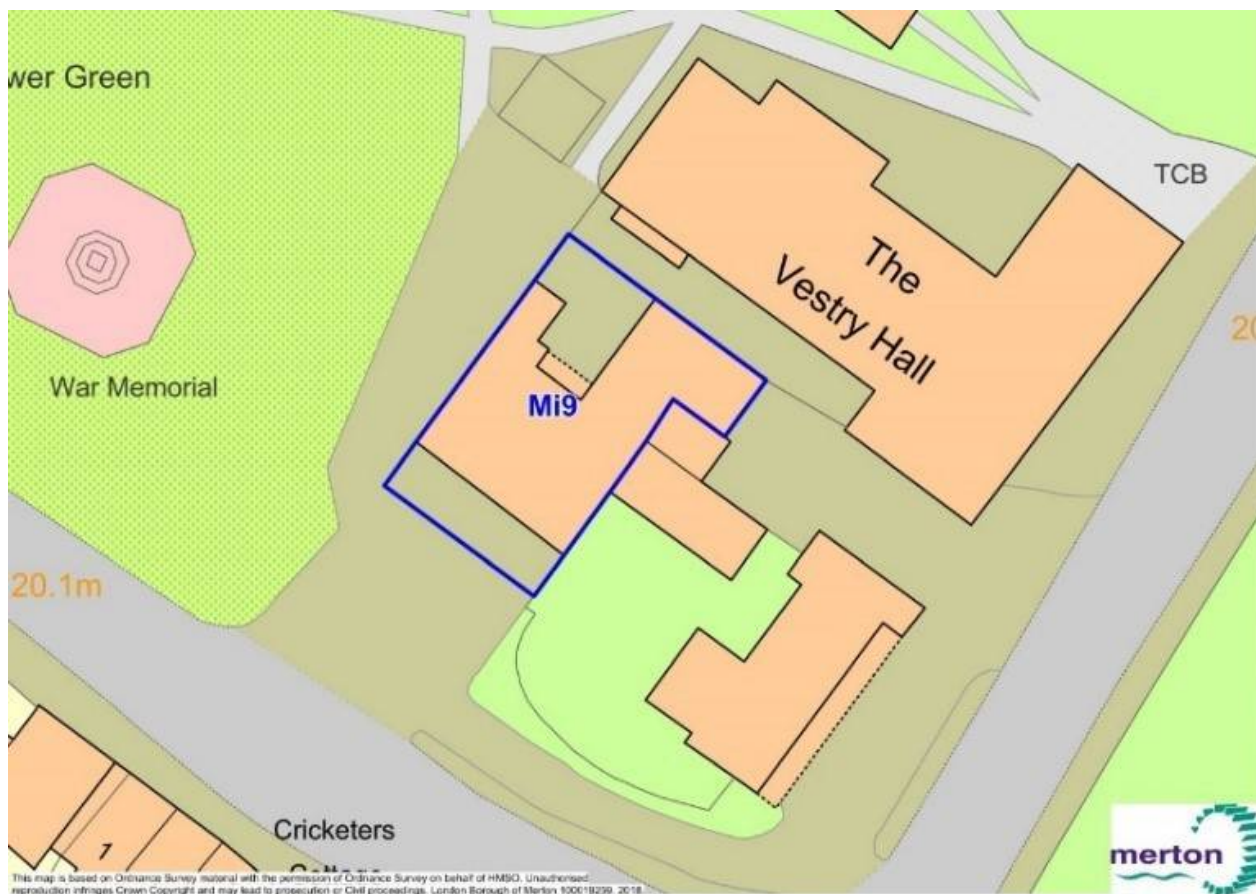 wer Green
TCB
The
Vestry Hall
20
War Memorial
Mi9
20.1m
Cricketers
1
merton
This map is based on Ordnance Survey material with the permission of Ordnance Survey on behalf of HMSO. Unauthorised
reproduction infringes Crown Copyright and may lead to prosecution or Civil proceedings. London Borough of Merton 100019259. 2018.